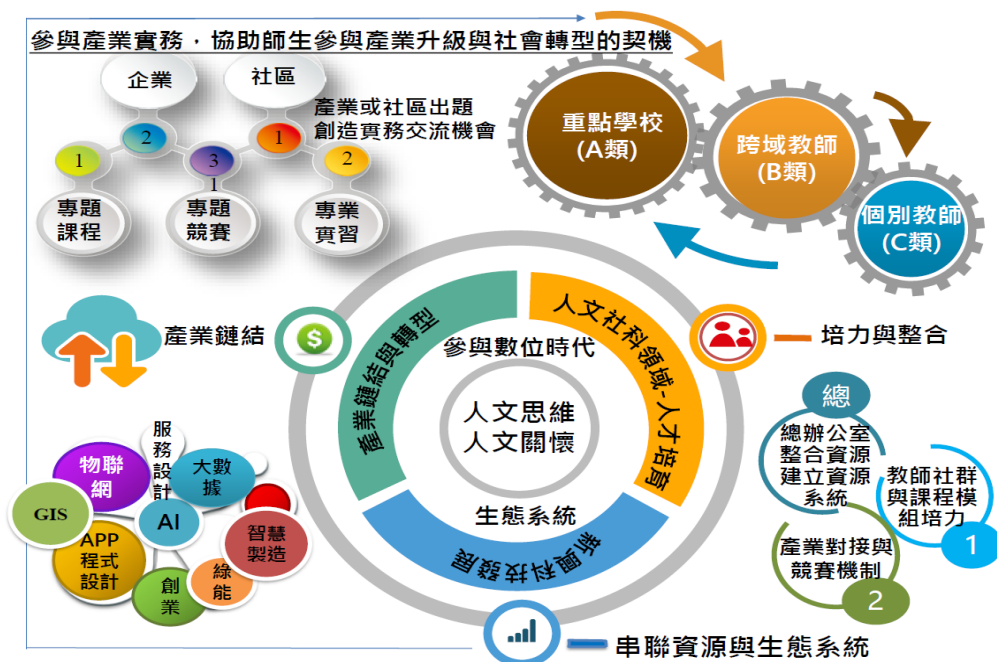 參與產業實務，協助師生參與產業升級與社會轉型的契機
企業
社區
產業或社區出題
創造實務交流機會
1
2
3
1
1
2
專題
課程
專題
競賽
專業
實習
重點學校
(A類)
跨域教師
(B類)
個別教師
(C類)
產業鏈結
$
產業鏈結與轉型
人文社科領域-人才培育
新興科技發展
參與數位時代
人文思維
人文關懷
生態系統
培力與整合
物聯
網
服
務
設
計
大數
據
GIS
AI
APP
程式
設計
智慧
製造
創
業
綠
能
總
總辦公室
整合資源
建立資源
系統
教師社群
與課程模
組培力
1
產業對接與
競賽機制
2
串聯資源與生態系統